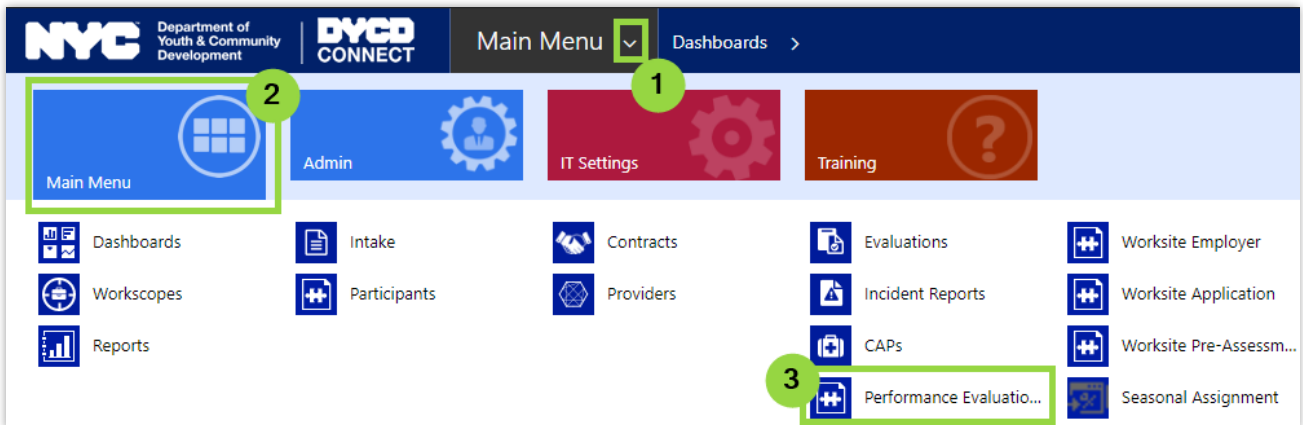 NYC
Department of
Youth & Community
Development
DYCD
CONNECT
Main Menu
Dashboards >
1
2
Main Menu
Admin
IT Settings
?
Training
Dashboards
Intake
Contracts
Evaluations
Worksite Employer
Workscopes
Participants
Providers
Incident Reports
Worksite Application
Reports
CAPs
Worksite Pre-Assessm...
3
Performance Evaluatio...
Seasonal Assignment